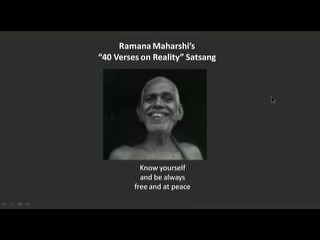 Ramana Maharshi's
"40 Verses on Reality" Satsang
Know yourself
and be always
free and at peace